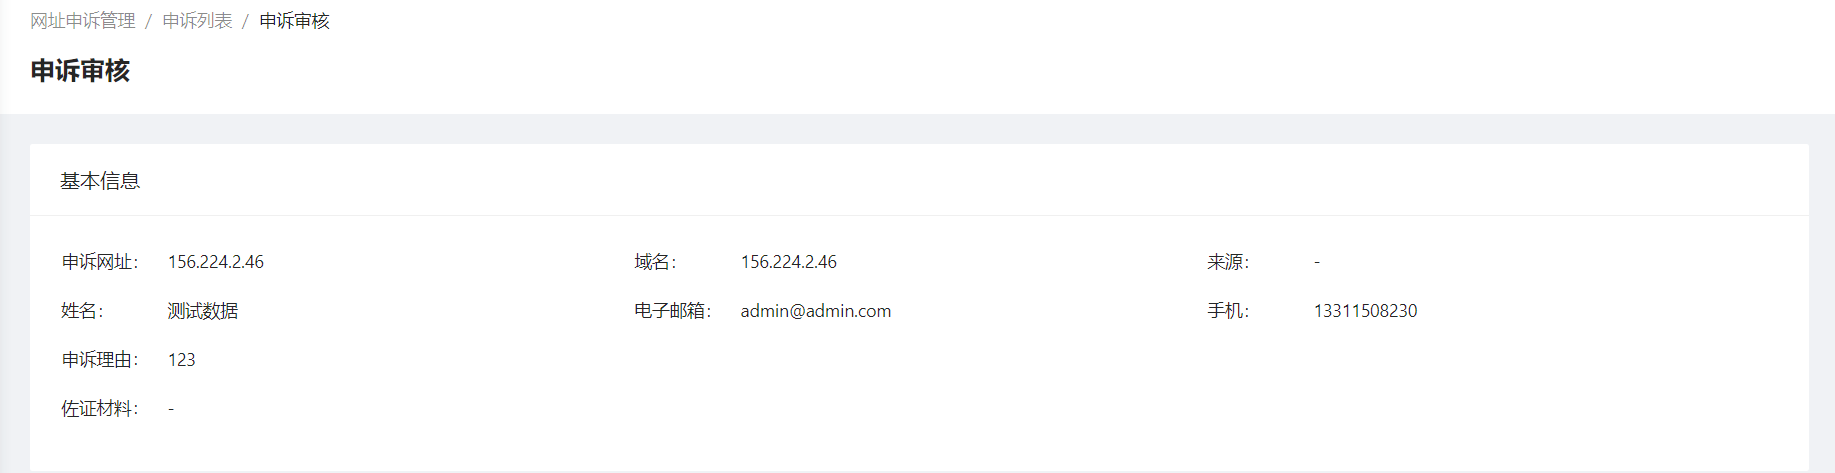 网址申诉管理 / 申诉列表 / 申诉审核
申诉审核
基本信息
申诉网址： 156.224.2.46 域名： 156.224.2.46 来源： -
姓名： 测试数据 电子邮箱： admin@admin.com 手机： 13311508230
申诉理由： 123
佐证材料： -